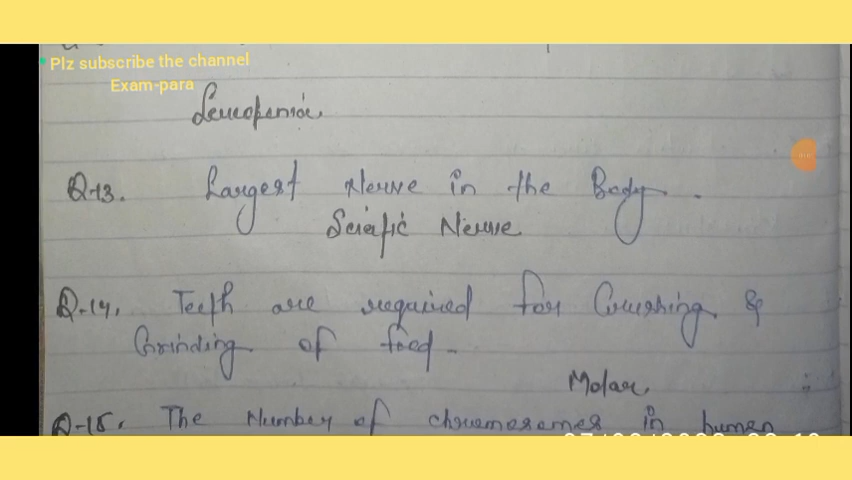 Plz subscribe the channel
Exam-para
Leucopenia.
Q-13. Largest Nerve in the Body.
Sciatic Nerve
Q-14. Teeth are required for Crushing &
Grinding of food -
Molar
Q-15. The Number of chromosomes in human